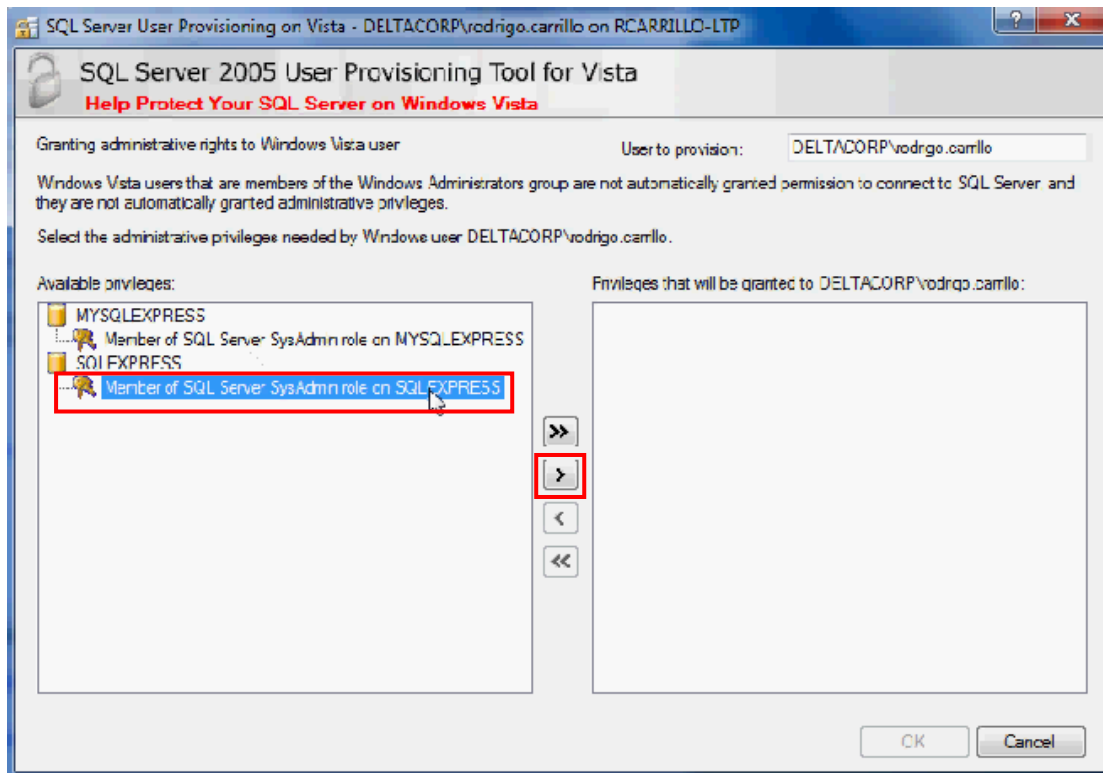 SQL Server User Provisioning on Vista - DELTACORP\rodrigo.carrillo on RCARRILLO-LTP
SQL Server 2005 User Provisioning Tool for Vista
Help Protect Your SQL Server on Windows Vista
Granting administrative rights to Windows Vista user
User to provision: DELTACORP\rodrigo.carrillo
Windows Vista users that are members of the Windows Administrators group are not automatically granted permission to connect to SQL Server and
they are not automatically granted administrative privileges.
Select the administrative privileges needed by Windows user DELTACORP\rodrigo.carrillo.
Available privileges:
Privileges that will be granted to DELTACORP\rodrigo.carrillo:
MYSQLEXPRESS
Member of SQL Server SysAdmin role on MYSQLEXPRESS
SQLEXPRESS
Member of SQL Server SysAdmin role on SQLEXPRESS
>>
>
<
<<
OK Cancel